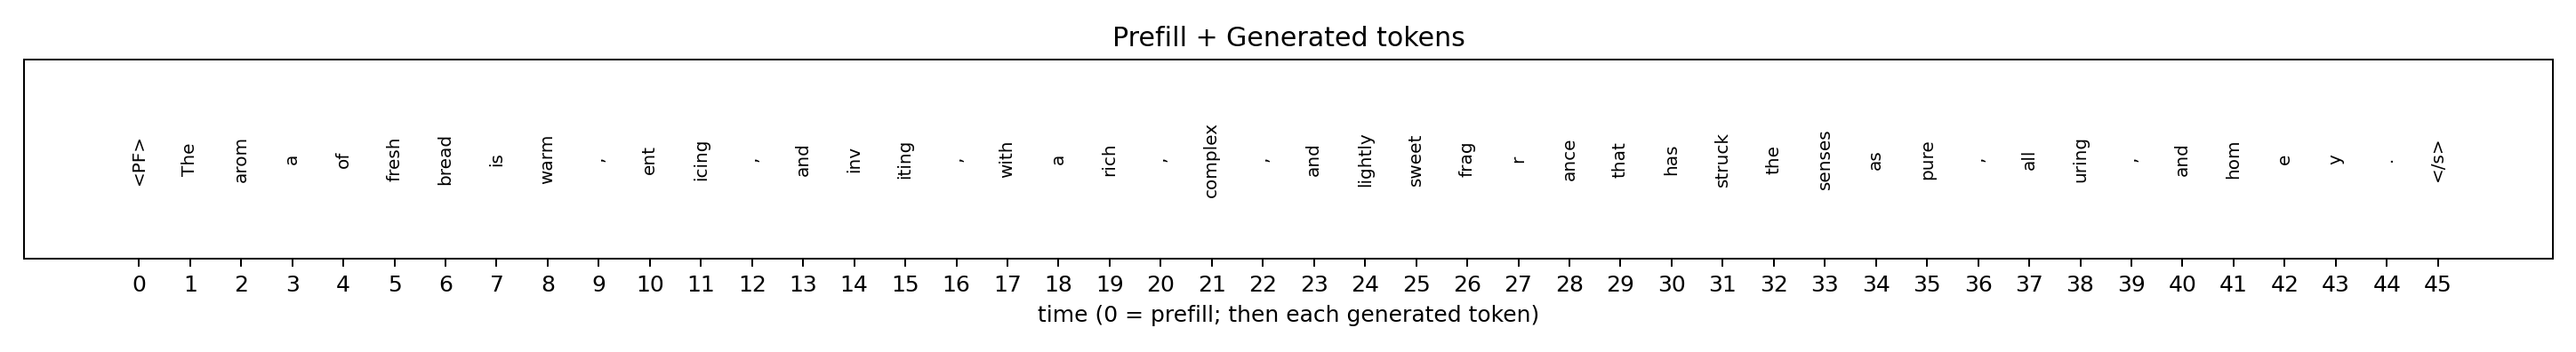 Prefill + Generated tokens
<PF> The arom a of fresh bread is warm , ent icing , and inv iting , with a rich , complex , and lightly sweet frag r ance that has struck the senses as pure , all uring , and hom e y . </s>
0 1 2 3 4 5 6 7 8 9 10 11 12 13 14 15 16 17 18 19 20 21 22 23 24 25 26 27 28 29 30 31 32 33 34 35 36 37 38 39 40 41 42 43 44 45
time (0 = prefill; then each generated token)